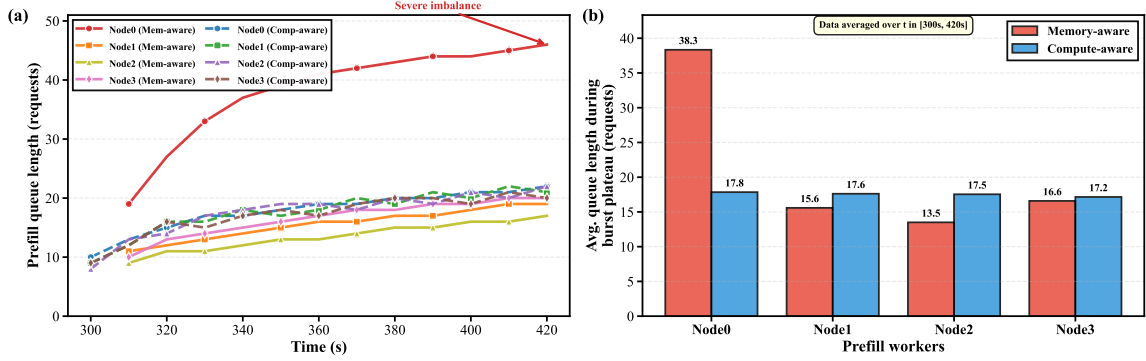 (a)
Severe imbalance
Node0 (Mem-aware)
Node1 (Mem-aware)
Node2 (Mem-aware)
Node3 (Mem-aware)
Node0 (Comp-aware)
Node1 (Comp-aware)
Node2 (Comp-aware)
Node3 (Comp-aware)
Prefill queue length (requests)
50
40
30
20
10
0
300
320
340
360
380
400
420
Time (s)
(b)
Data averaged over t in [300s, 420s]
Memory-aware
Compute-aware
Avg. queue length during
burst plateau (requests)
40
35
30
25
20
15
10
5
0
38.3
17.8
15.6
17.6
13.5
17.5
16.6
17.2
Node0
Node1
Node2
Node3
Prefill workers